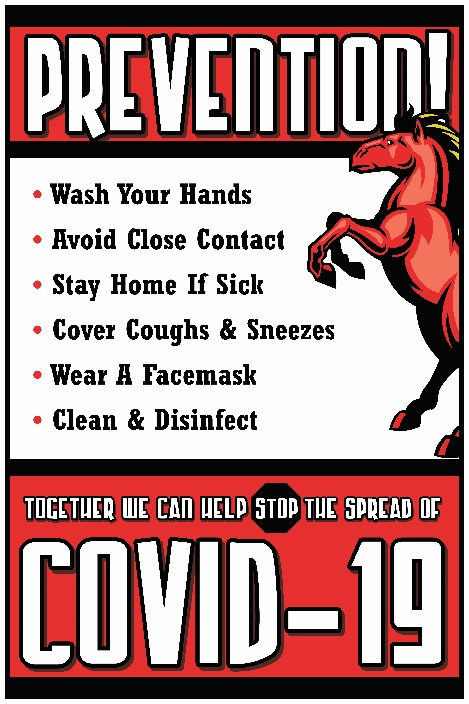 PREVENTION!
• Wash Your Hands
• Avoid Close Contact
• Stay Home If Sick
• Cover Coughs & Sneezes
• Wear A Facemask
• Clean & Disinfect
TOGETHER WE CAN HELP STOP THE SPREAD OF
COVID-19